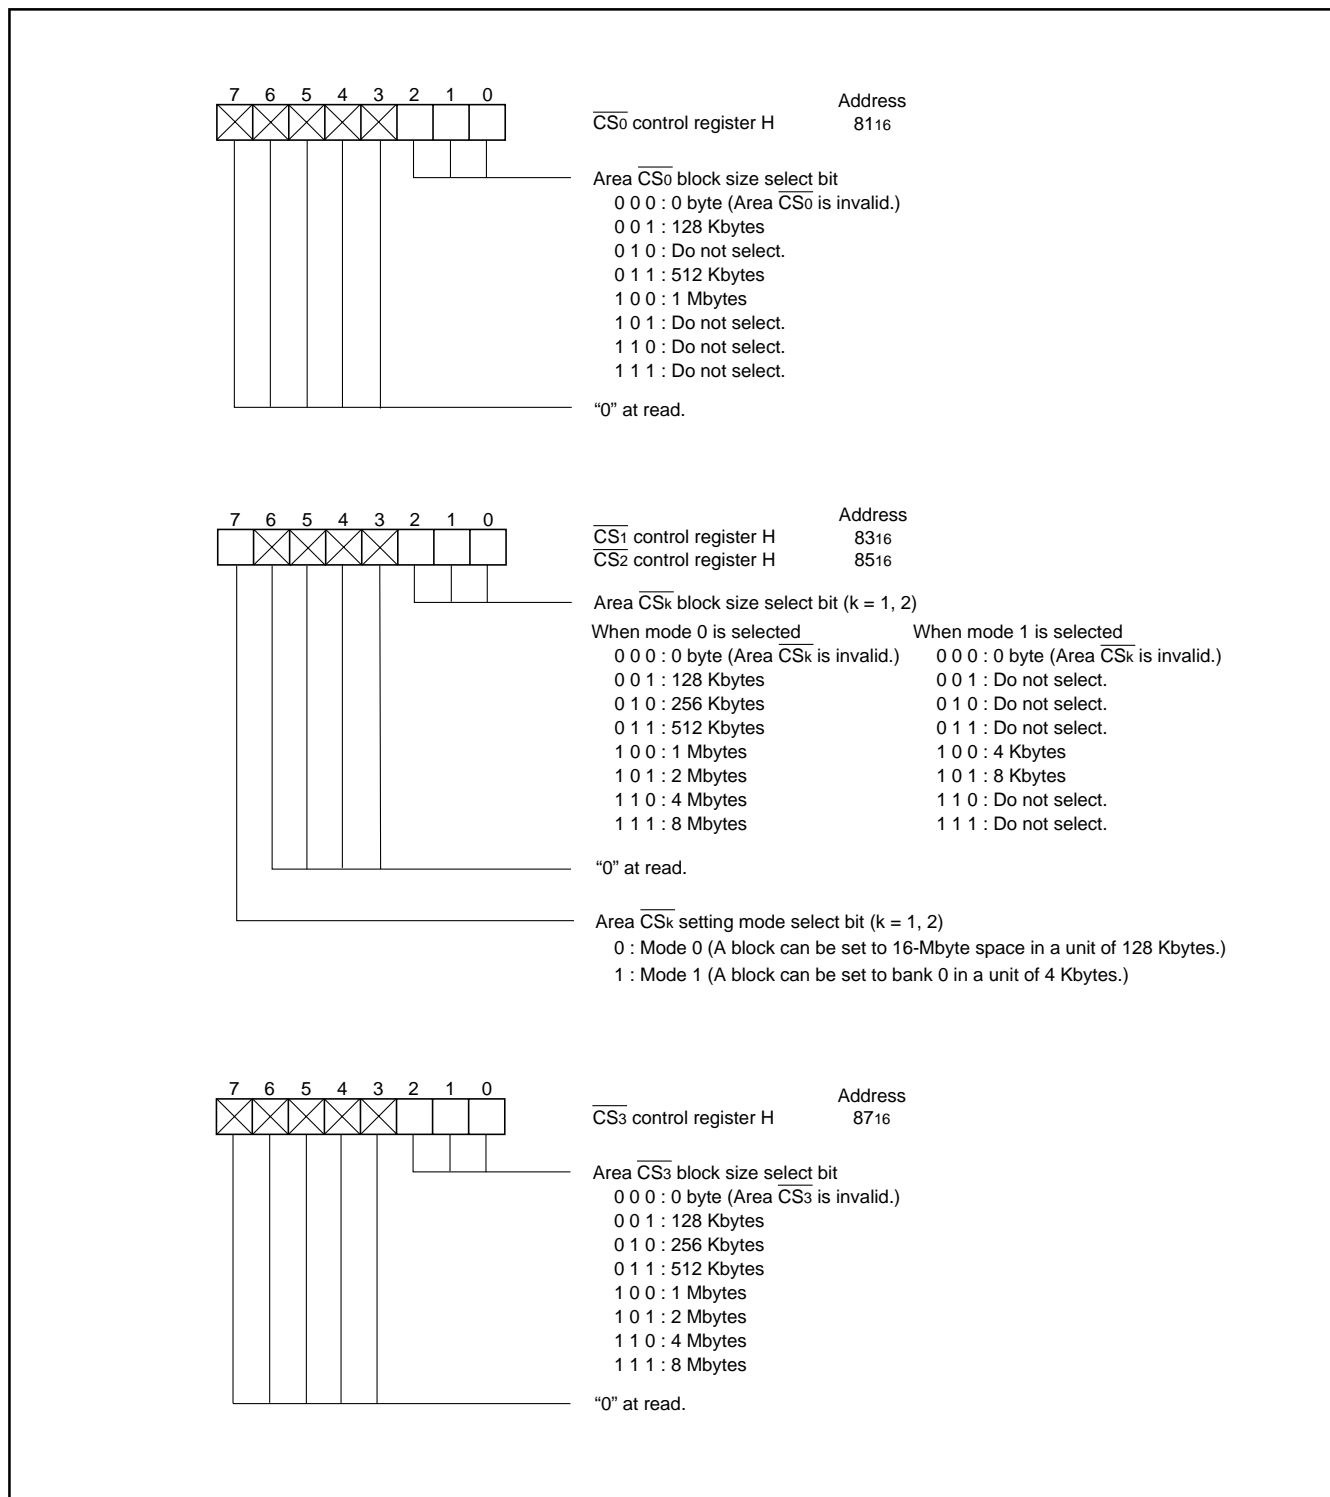 7 6 5 4 3 2 1 0
Address
CS0 control register H 8116
Area CS0 block size select bit
0 0 0 : 0 byte (Area CS0 is invalid.)
0 0 1 : 128 Kbytes
0 1 0 : Do not select.
0 1 1 : 512 Kbytes
1 0 0 : 1 Mbytes
1 0 1 : Do not select.
1 1 0 : Do not select.
1 1 1 : Do not select.
“0” at read.
7 6 5 4 3 2 1 0
Address
CS1 control register H 8316
CS2 control register H 8516
Area CSk block size select bit (k = 1, 2)
When mode 0 is selected
0 0 0 : 0 byte (Area CSk is invalid.)
0 0 1 : 128 Kbytes
0 1 0 : 256 Kbytes
0 1 1 : 512 Kbytes
1 0 0 : 1 Mbytes
1 0 1 : 2 Mbytes
1 1 0 : 4 Mbytes
1 1 1 : 8 Mbytes
When mode 1 is selected
0 0 0 : 0 byte (Area CSk is invalid.)
0 0 1 : Do not select.
0 1 0 : Do not select.
0 1 1 : Do not select.
1 0 0 : 4 Kbytes
1 0 1 : 8 Kbytes
1 1 0 : Do not select.
1 1 1 : Do not select.
“0” at read.
Area CSk setting mode select bit (k = 1, 2)
0 : Mode 0 (A block can be set to 16-Mbyte space in a unit of 128 Kbytes.)
1 : Mode 1 (A block can be set to bank 0 in a unit of 4 Kbytes.)
7 6 5 4 3 2 1 0
Address
CS3 control register H 8716
Area CS3 block size select bit
0 0 0 : 0 byte (Area CS3 is invalid.)
0 0 1 : 128 Kbytes
0 1 0 : 256 Kbytes
0 1 1 : 512 Kbytes
1 0 0 : 1 Mbytes
1 0 1 : 2 Mbytes
1 1 0 : 4 Mbytes
1 1 1 : 8 Mbytes
“0” at read.